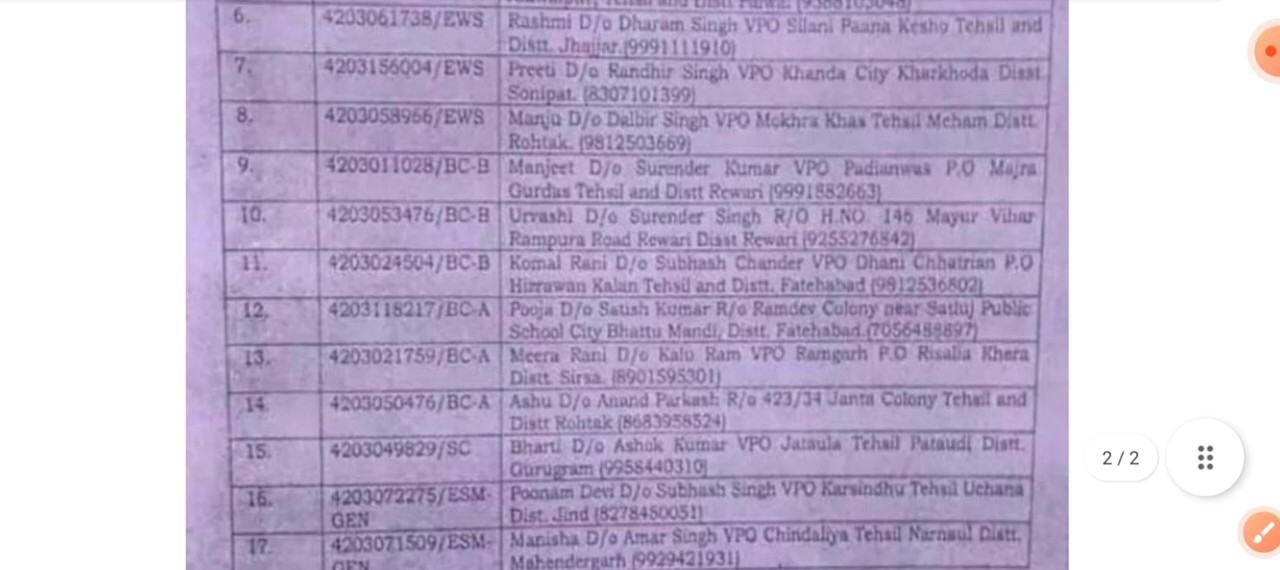 6. 4203061738/EWS Rashmi D/o Dharam Singh VPO Silani Paana Kesho Tehsil and
Distt. Jhajjar.(9991111910)
7. 4203156004/EWS Preeti D/o Randhir Singh VPO Khanda City Kharkhoda Disst
Sonipat. (8307101399)
8. 4203058966/EWS Manju D/o Dalbir Singh VPO Mokhra Khas Tehsil Meham Distt.
Rohtak. (9812503669)
9. 4203011028/BC-B Manjeet D/o Surender Kumar VPO Padianwas P.O Majra
Gurdas Tehsil and Distt Rewari (9991882663)
10. 4203053476/BC-B Urvashi D/o Surender Singh R/O H.NO. 146 Mayur Vihar
Rampura Road Rewari Disst Rewari (9255276842)
11. 4203024504/BC-B Komal Rani D/o Subhash Chander VPO Dhani Chhatrian P.O
Hizrawan Kalan Tehsil and Distt. Fatehabad (9812536802)
12. 4203118217/BC-A Pooja D/o Satish Kumar R/o Ramdev Colony near Satluj Public
School City Bhattu Mandi, Distt. Fatehabad.(7056488897)
13. 4203021759/BC-A Meera Rani D/o Kalu Ram VPO Ramgarh P.O Risalia Khera
Distt. Sirsa. (8901595301)
14. 4203050476/BC-A Ashu D/o Anand Parkash R/o 423/34 Janta Colony Tehsil and
Distt Rohtak (8683958524)
15. 4203049829/SC Bharti D/o Ashok Kumar VPO Jataula Tehsil Pataudi Distt.
Gurugram (9958440310)
16. 4203072275/ESM- Poonam Devi D/o Subhash Singh VPO Karsindhu Tehsil Uchana
GEN Dist. Jind (8278450051)
17. 4203071509/ESM- Manisha D/o Amar Singh VPO Chindaliya Tehsil Narnaul Distt.
GEN Mahendergarh (9929421931)
2 / 2